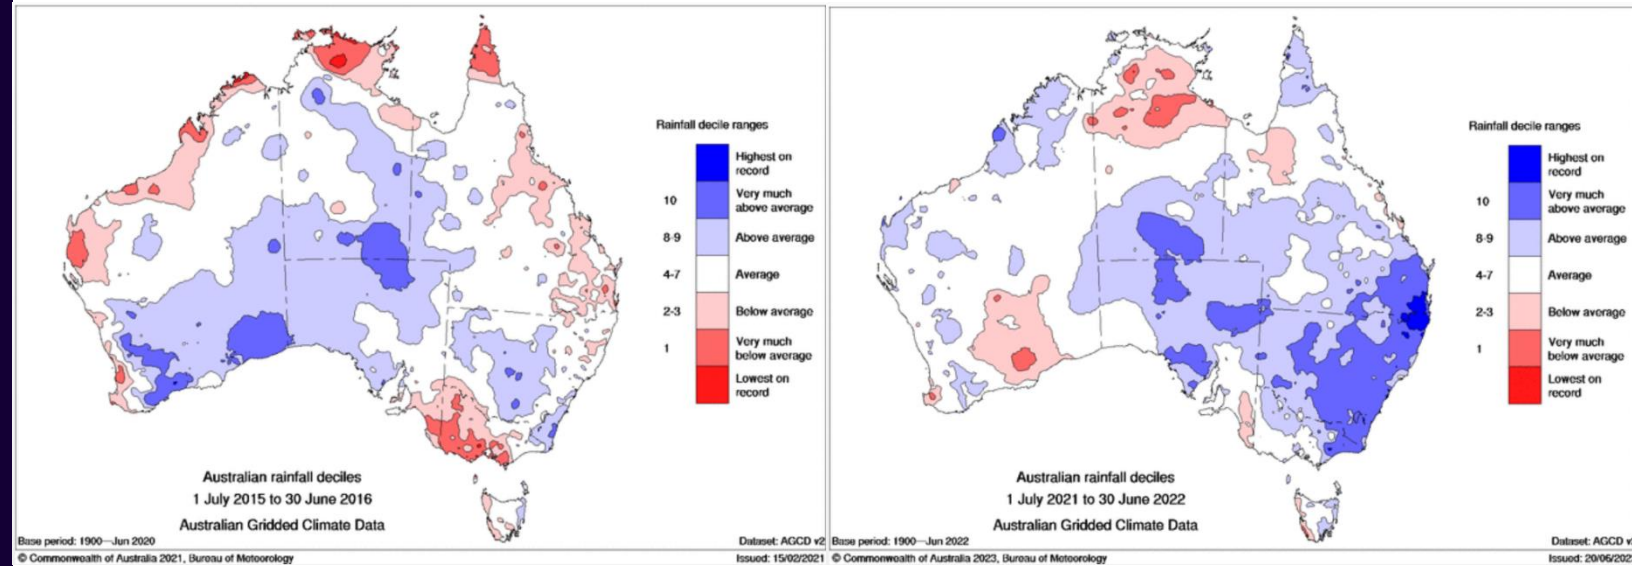 Rainfall decile ranges
Highest on
record
10
Very much
above average
8-9
Above average
4-7
Average
2-3
Below average
1
Very much
below average
Lowest on
record
Australian rainfall deciles
1 July 2015 to 30 June 2016
Australian Gridded Climate Data
Base period: 1900—Jun 2020
Dataset: AGCD v2
© Commonwealth of Australia 2021, Bureau of Meteorology
Issued: 15/02/2021
Rainfall decile ranges
Highest on
record
10
Very much
above average
8-9
Above average
4-7
Average
2-3
Below average
1
Very much
below average
Lowest on
record
Australian rainfall deciles
1 July 2021 to 30 June 2022
Australian Gridded Climate Data
Base period: 1900—Jun 2022
Dataset: AGCD
© Commonwealth of Australia 2023, Bureau of Meteorology
Issued: